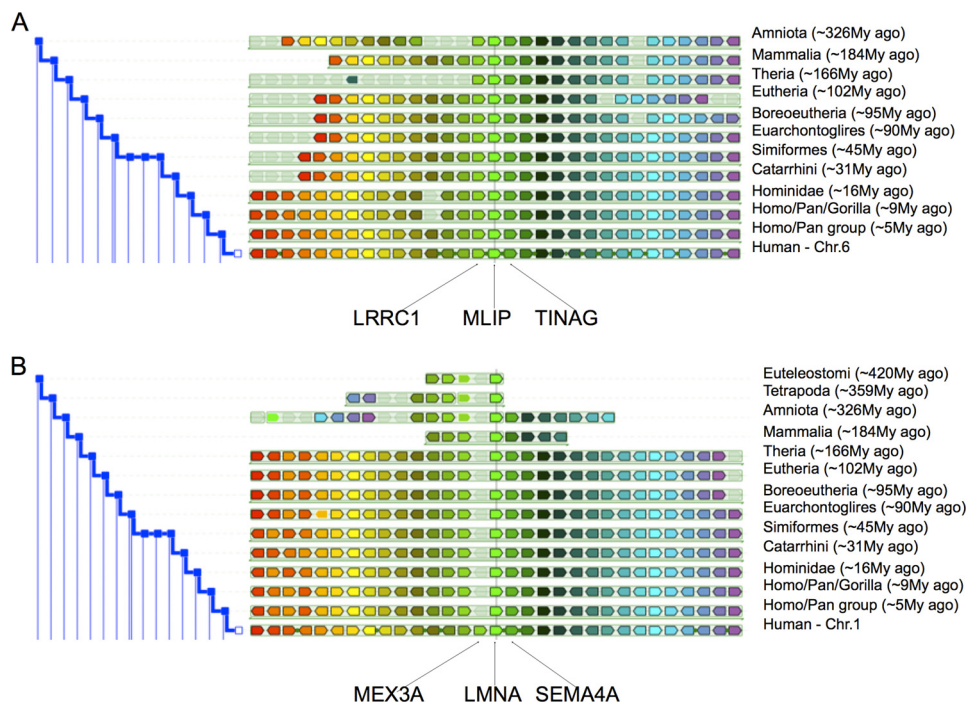 A
Amniota (~326My ago)
Mammalia (~184My ago)
Theria (~166My ago)
Eutheria (~102My ago)
Boreoeutheria (~95My ago)
Euarchontoglires (~90My ago)
Simiformes (~45My ago)
Catarrhini (~31My ago)
Hominidae (~16My ago)
Homo/Pan/Gorilla (~9My ago)
Homo/Pan group (~5My ago)
Human - Chr.6
LRRC1 MLIP TINAG
B
Euteleostomi (~420My ago)
Tetrapoda (~359My ago)
Amniota (~326My ago)
Mammalia (~184My ago)
Theria (~166My ago)
Eutheria (~102My ago)
Boreoeutheria (~95My ago)
Euarchontoglires (~90My ago)
Simiformes (~45My ago)
Catarrhini (~31My ago)
Hominidae (~16My ago)
Homo/Pan/Gorilla (~9My ago)
Homo/Pan group (~5My ago)
Human - Chr.1
MEX3A LMNA SEMA4A